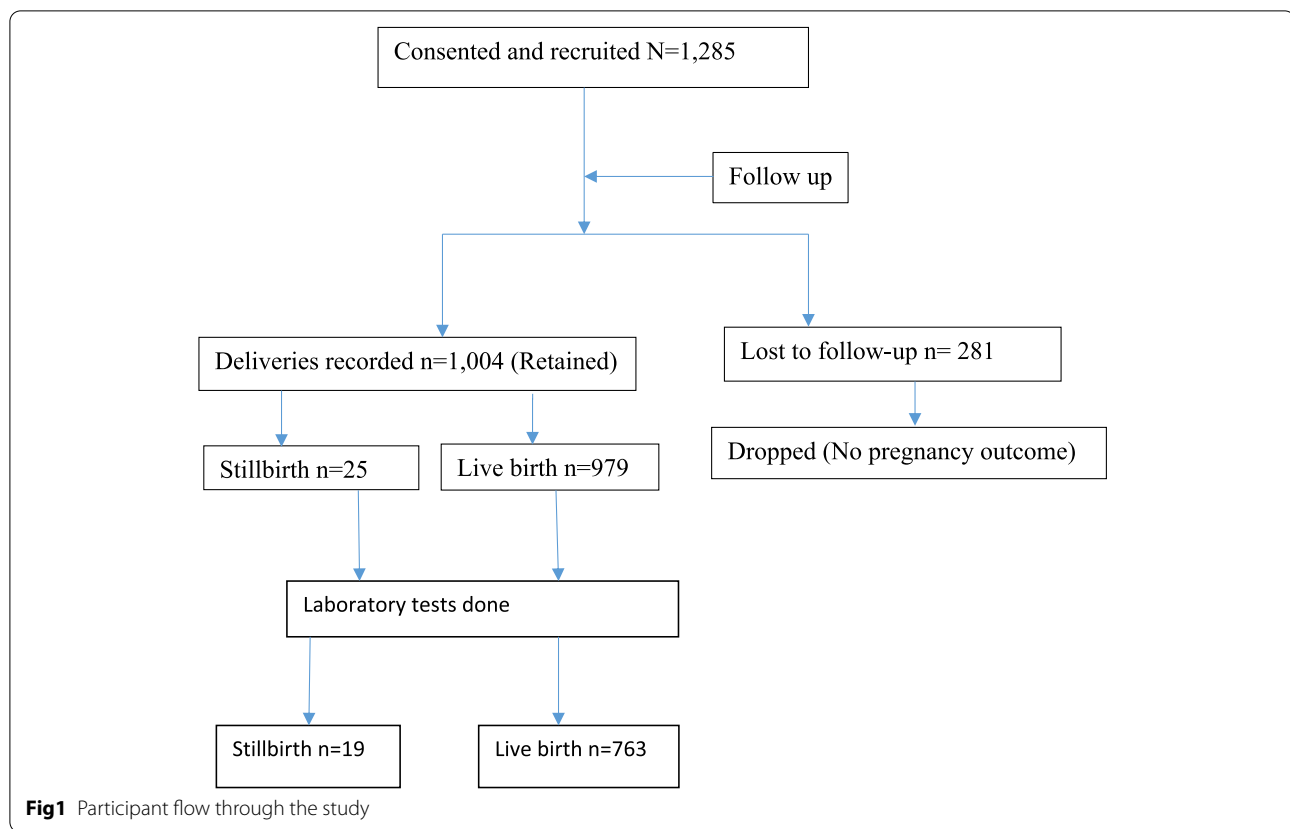 Consented and recruited N=1,285
Follow up
Deliveries recorded n=1,004 (Retained)
Lost to follow-up n= 281
Stillbirth n=25
Live birth n=979
Dropped (No pregnancy outcome)
Laboratory tests done
Stillbirth n=19
Live birth n=763
Fig1 Participant flow through the study